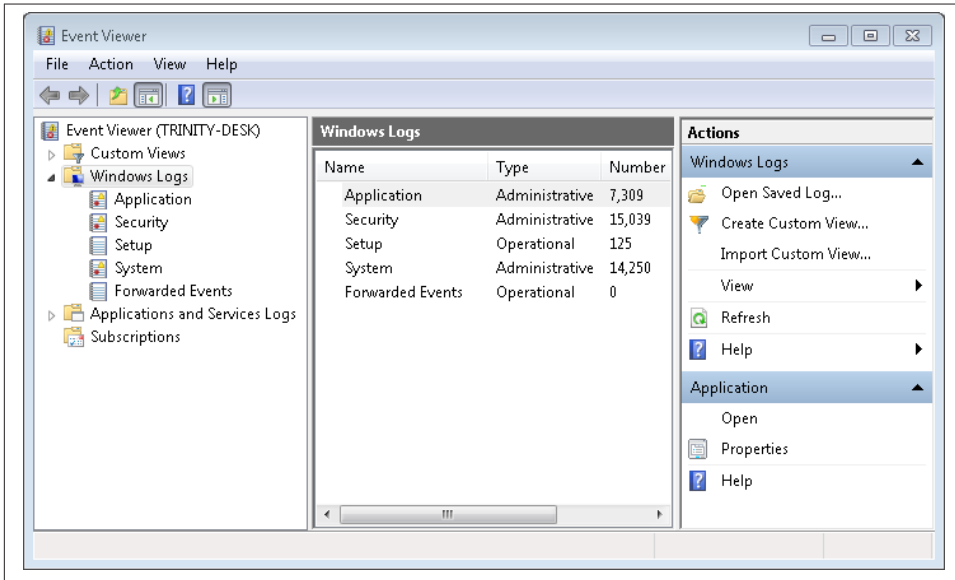 Event Viewer
File Action View Help
Event Viewer (TRINITY-DESK)
Custom Views
Windows Logs
Application
Security
Setup
System
Forwarded Events
Applications and Services Logs
Subscriptions
Windows Logs
Name Type Number
Application Administrative 7,309
Security Administrative 15,039
Setup Operational 125
System Administrative 14,250
Forwarded Events Operational 0
Actions
Windows Logs
Open Saved Log...
Create Custom View...
Import Custom View...
View
Refresh
Help
Application
Open
Properties
Help